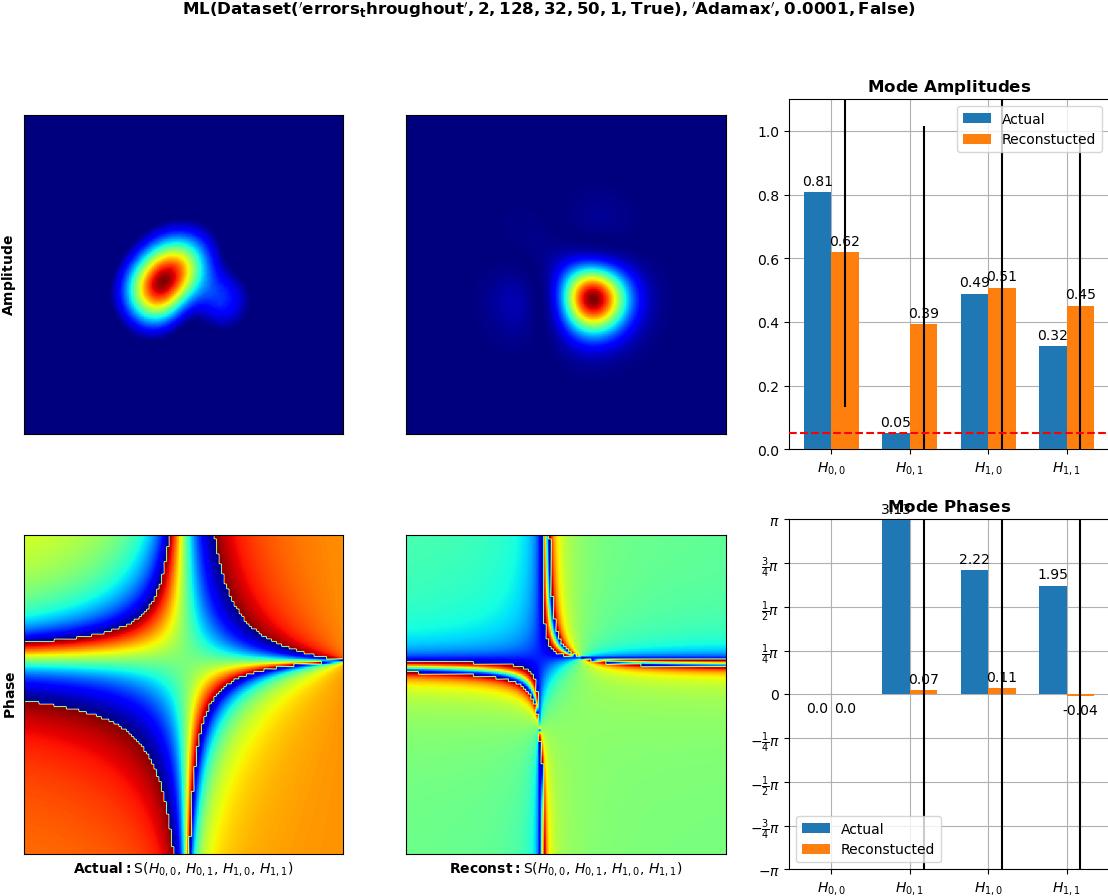 ML(Dataset('errors_throughout', 2, 128, 32, 50, 1, True), 'Adamax', 0.0001, False)
Amplitude
Mode Amplitudes
Actual
Reconstucted
1.0
0.8
0.6
0.4
0.2
0.0
0.81
0.62
0.05
0.39
0.49
0.51
0.32
0.45
H0,0
H0,1
H1,0
H1,1
Phase
Mode Phases
π
3/4π
1/2π
1/4π
0
−1/4π
−1/2π
−3/4π
−π
0.0
0.0
3.13
0.07
2.22
0.11
1.95
-0.04
Actual
Reconstucted
H0,0
H0,1
H1,0
H1,1
Actual: S(H0,0, H0,1, H1,0, H1,1)
Reconst: S(H0,0, H0,1, H1,0, H1,1)